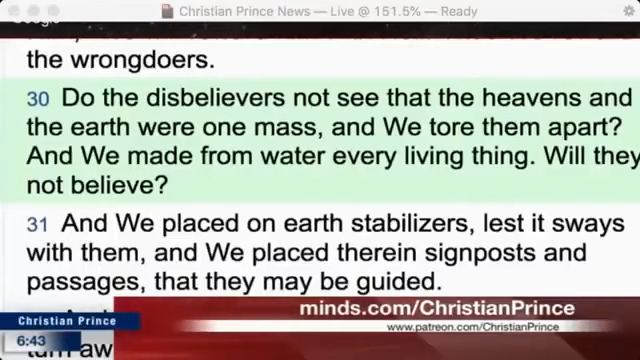 Christian Prince News — Live @ 151.5% — Ready
the wrongdoers.
30 Do the disbelievers not see that the heavens and
the earth were one mass, and We tore them apart?
And We made from water every living thing. Will they
not believe?
31 And We placed on earth stabilizers, lest it sways
with them, and We placed therein signposts and
passages, that they may be guided.
minds.com/ChristianPrince
www.patreon.com/ChristianPrince
Christian Prince
6:43
turn aw